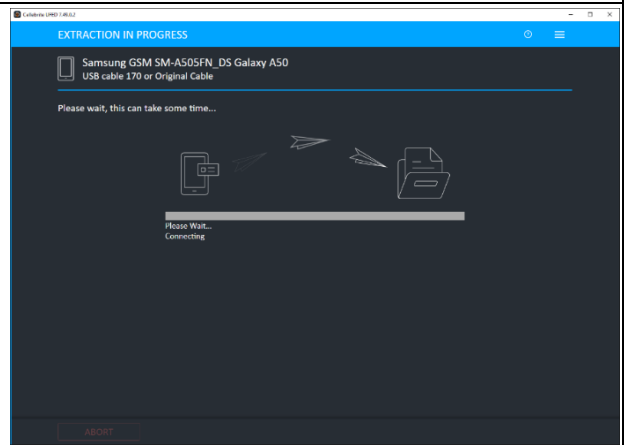 Cellebrite UFED 7.49.0.2
EXTRACTION IN PROGRESS
Samsung GSM SM-A505FN_DS Galaxy A50
USB cable 170 or Original Cable
Please wait, this can take some time...
Please Wait...
Connecting
ABORT